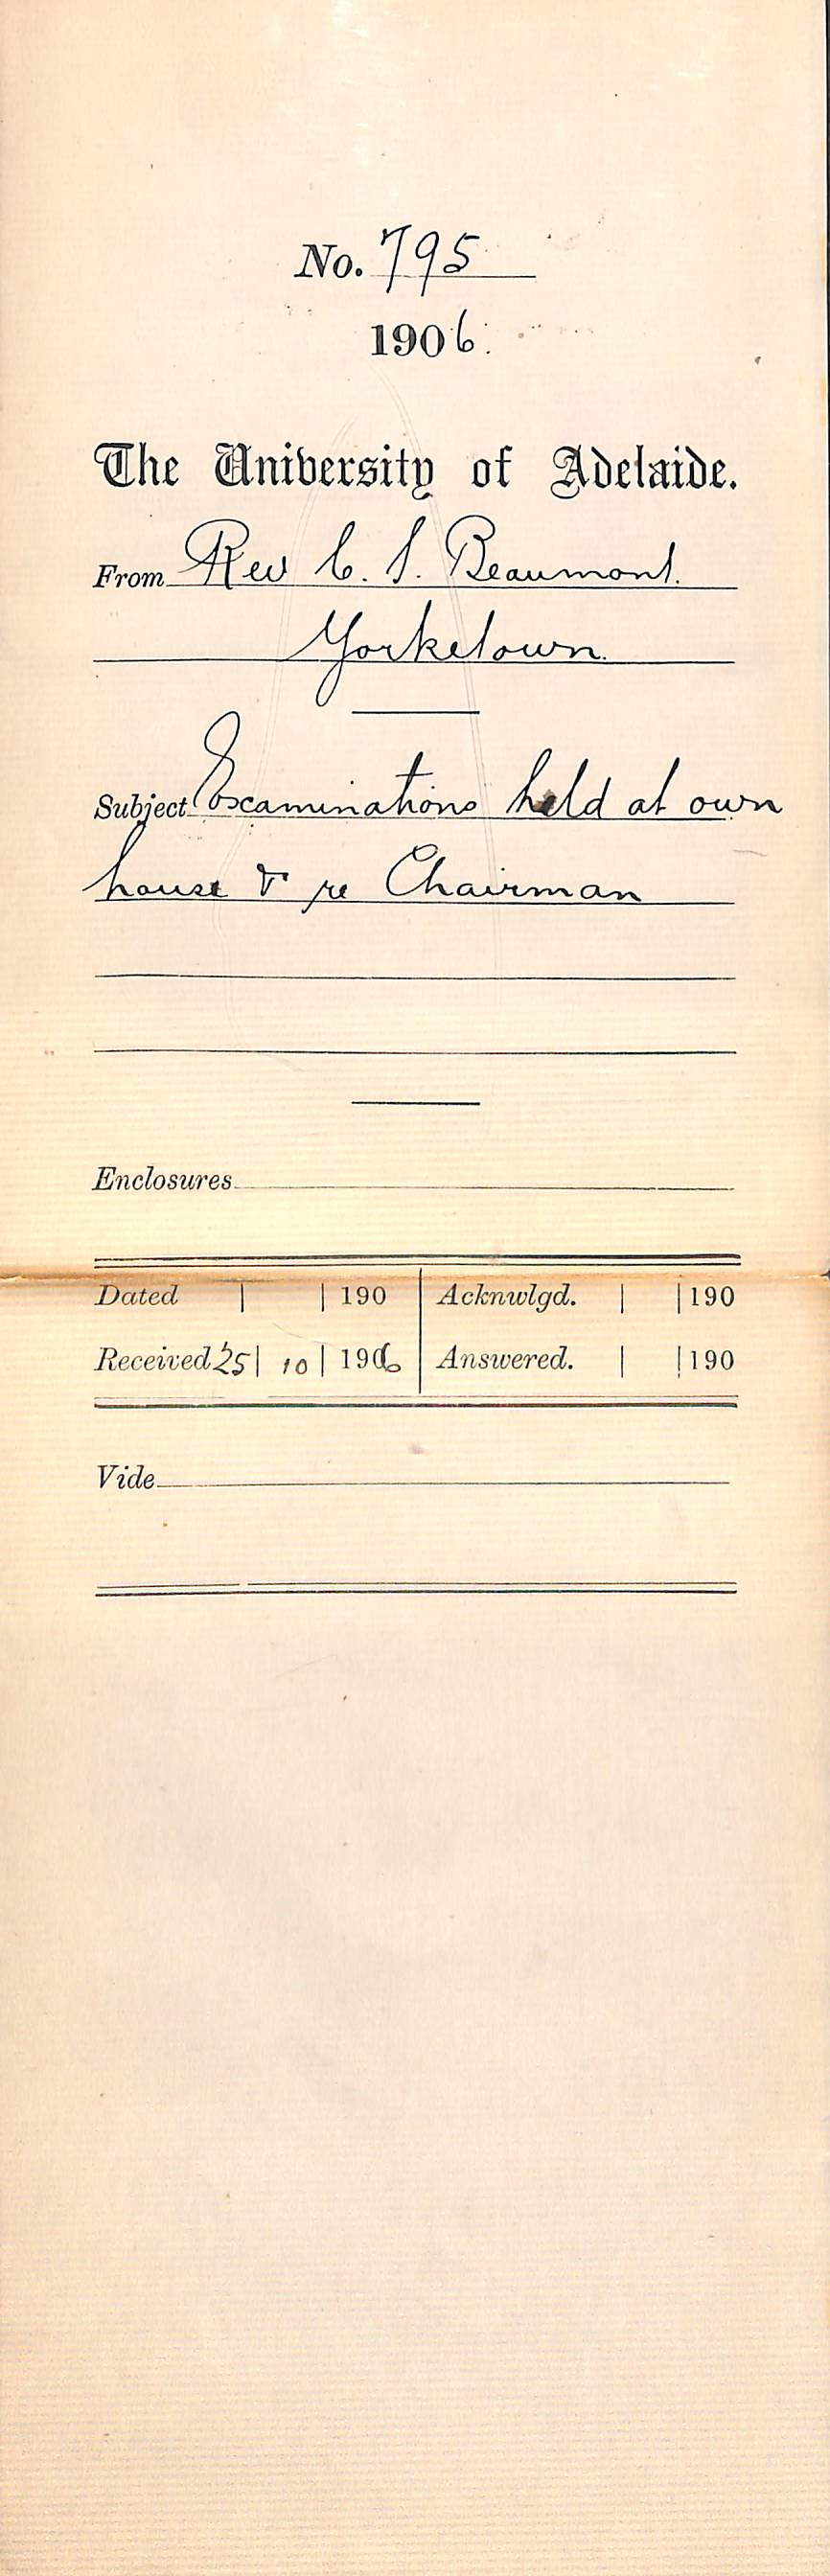 No. 795
1906.
The University of Adelaide.
From Rev C. S. Beaumont.
Yorketown.
Subject Examinations held at own
house & re Chairman
Enclosures
Dated | | 190 | Acknwlgd. | | 190
Received 25 | 10 | 1906 | Answered. | | 190
Vide